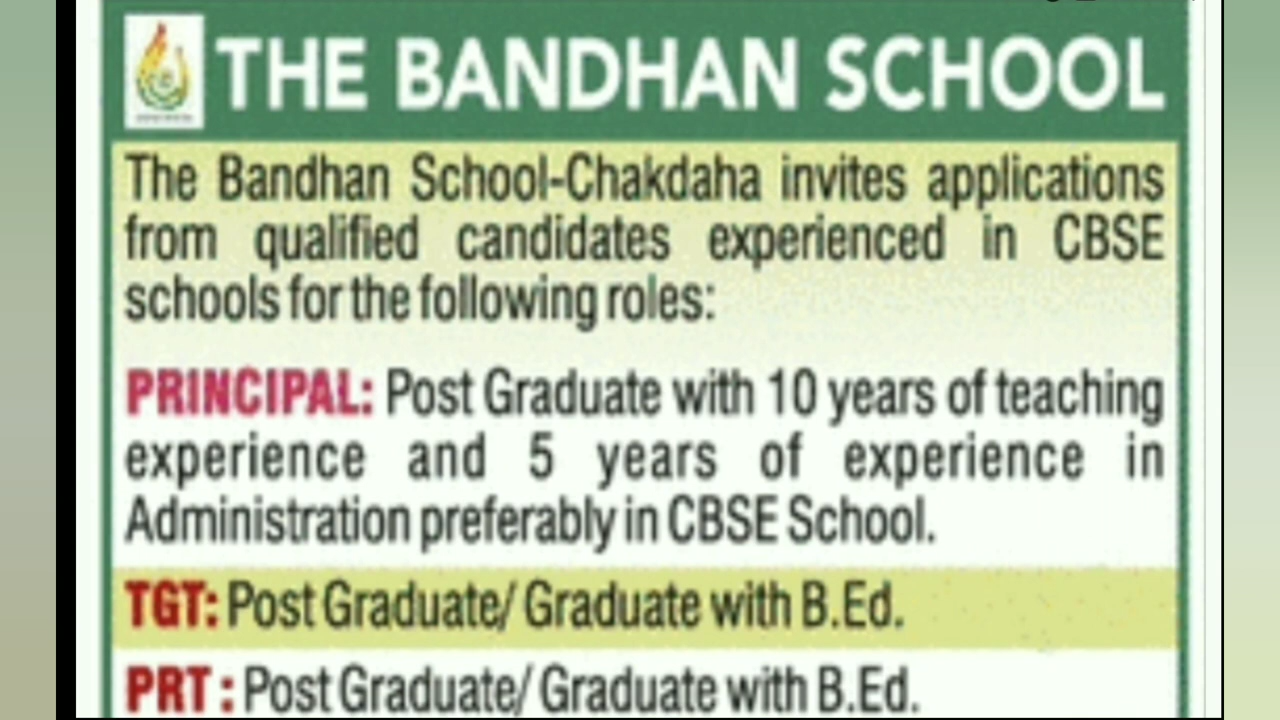 THE BANDHAN SCHOOL
The Bandhan School-Chakdaha invites applications
from qualified candidates experienced in CBSE
schools for the following roles:
PRINCIPAL: Post Graduate with 10 years of teaching
experience and 5 years of experience in
Administration preferably in CBSE School.
TGT: Post Graduate/ Graduate with B.Ed.
PRT : Post Graduate/ Graduate with B.Ed.